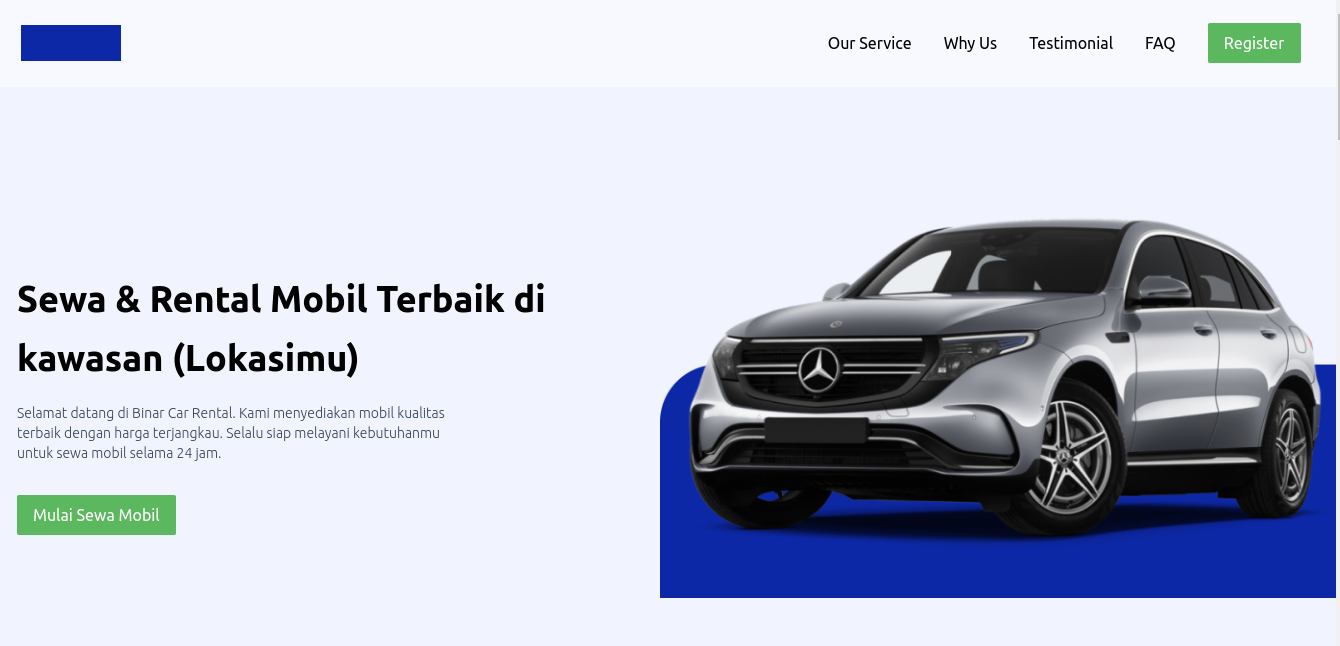 Our Service
Why Us
Testimonial
FAQ
Register
Sewa & Rental Mobil Terbaik di
kawasan (Lokasimu)
Selamat datang di Binar Car Rental. Kami menyediakan mobil kualitas
terbaik dengan harga terjangkau. Selalu siap melayani kebutuhanmu
untuk sewa mobil selama 24 jam.
Mulai Sewa Mobil